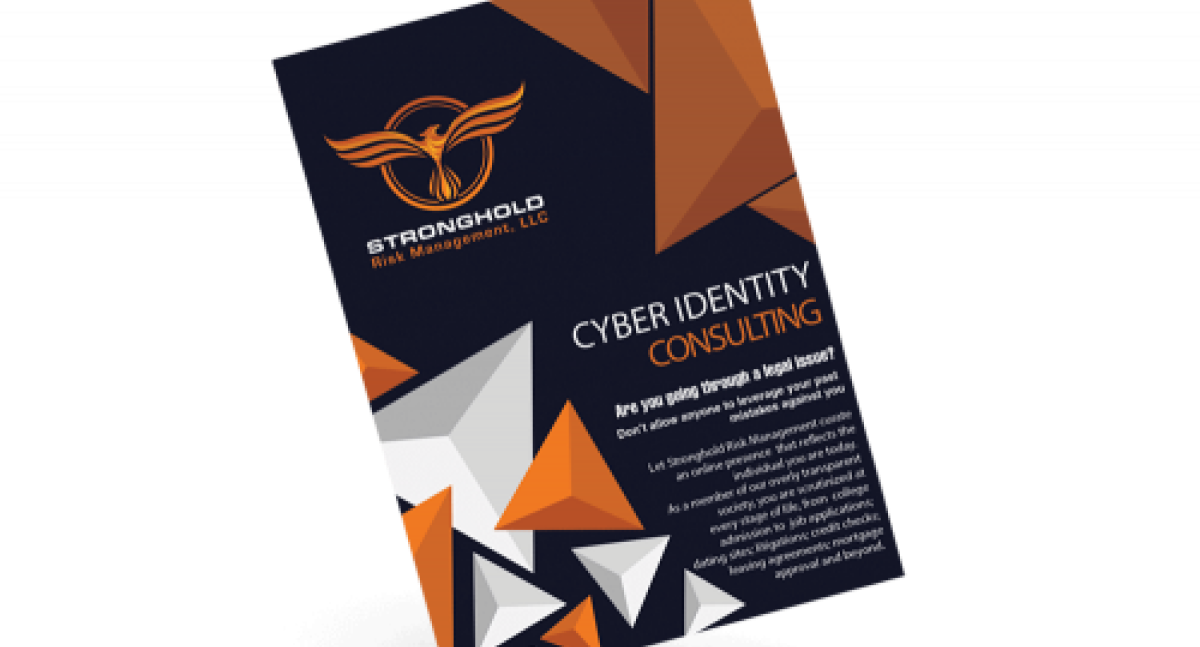 STRONGHOLD
Risk Management, LLC
CYBER IDENTITY
CONSULTING
Are you going through a legal issue?
Don't allow anyone to leverage your past
mistakes against you
Let Stronghold Risk Management curate
an online presence that reflects the
individual you are today.
As a member of our overly transparent
society, you are scrutinized at
every stage of life, from college
admission to job applications;
dating sites; litigations; credit checks;
leasing agreements; mortgage
approval and beyond.